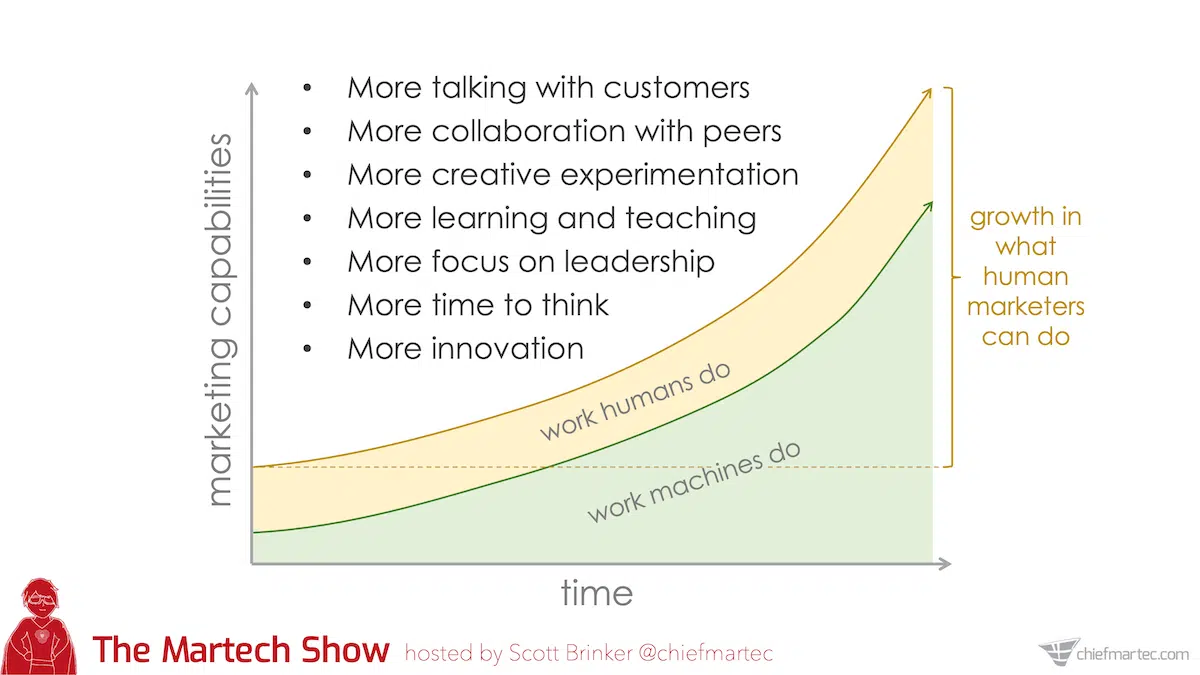 • More talking with customers
• More collaboration with peers
• More creative experimentation
• More learning and teaching
• More focus on leadership
• More time to think
• More innovation
marketing capabilities
work humans do
work machines do
growth in
what
human
marketers
can do
time
The Martech Show hosted by Scott Brinker @chiefmartec
chiefmartec.com